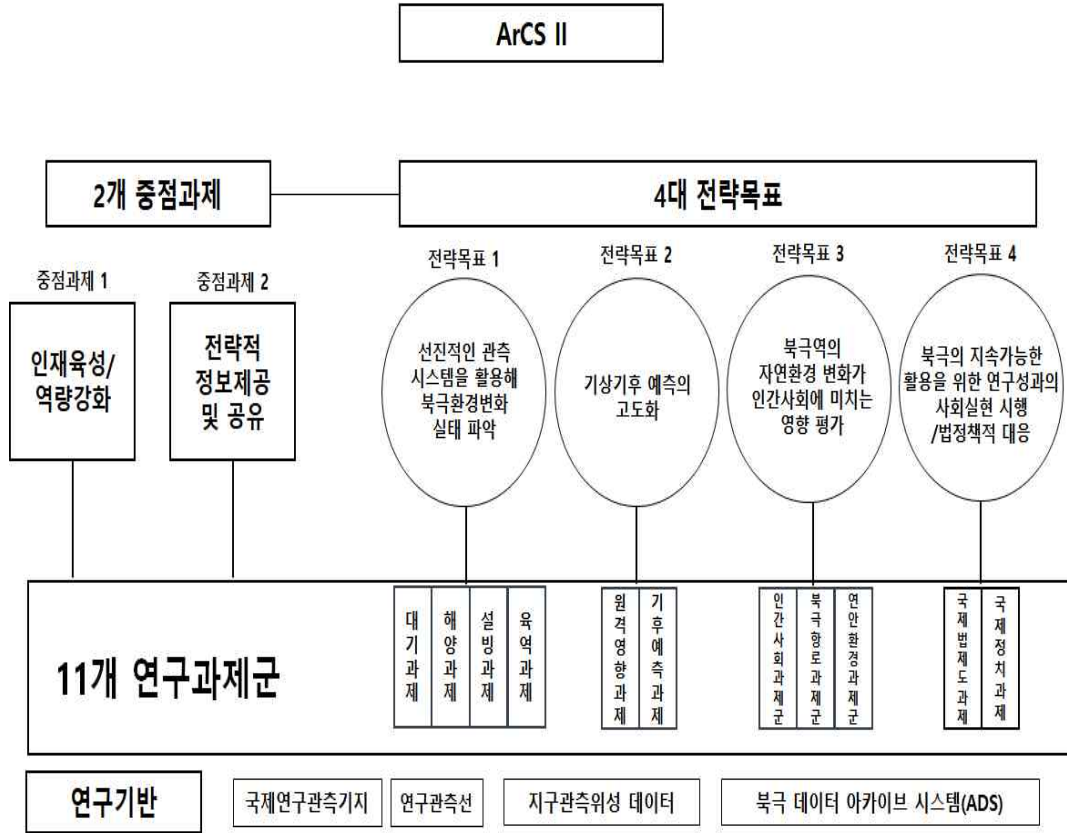 ArCS II
2개 중점과제
4대 전략목표
중점과제 1
인재육성/
역량강화
중점과제 2
전략적
정보제공
및 공유
전략목표 1
선진적인 관측
시스템을 활용해
북극환경변화
실태 파악
전략목표 2
기상기후 예측의
고도화
전략목표 3
북극역의
자연환경 변화가
인간사회에 미치는
영향 평가
전략목표 4
북극의 지속가능한
활용을 위한 연구성과의
사회실현 시행
/법정책적 대응
11개 연구과제군
대기과제
해양과제
설빙과제
육역과제
원격영향과제
기후예측과제
인간사회과제군
북극항로과제군
연안환경과제군
국제법제도과제
국제정치과제
연구기반
국제연구관측기지
연구관측선
지구관측위성 데이터
북극 데이터 아카이브 시스템(ADS)